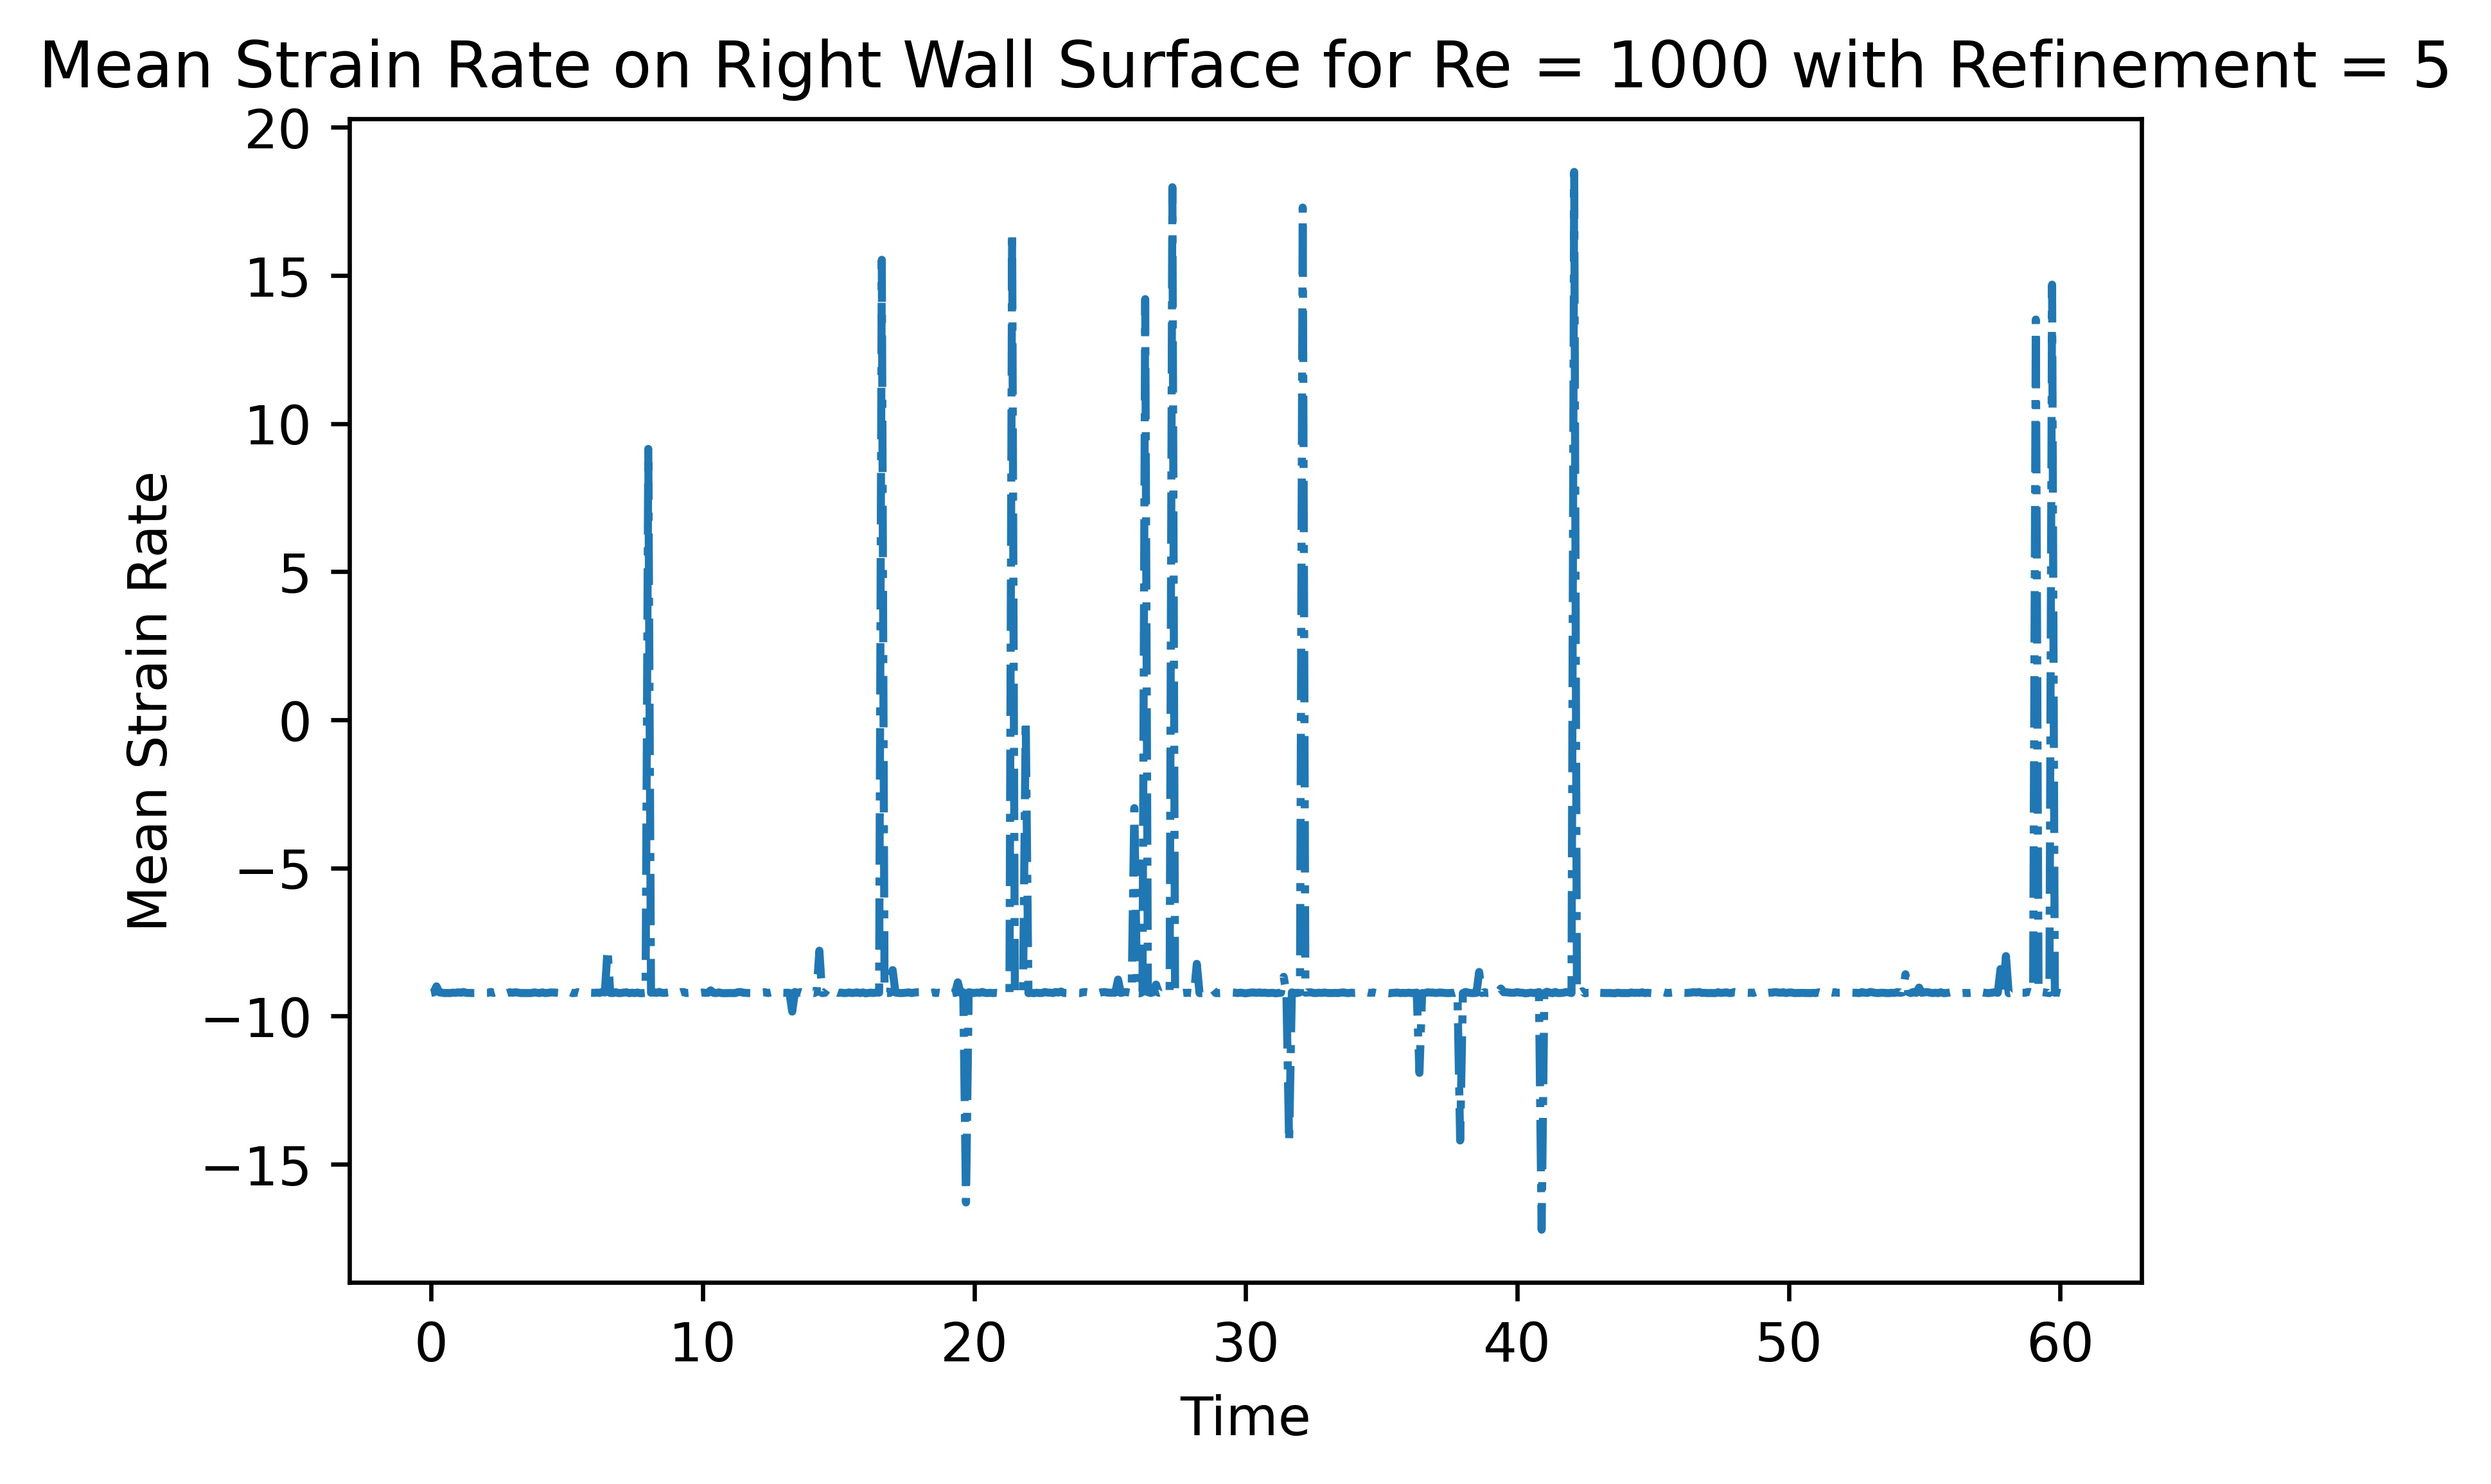 Mean Strain Rate on Right Wall Surface for Re = 1000 with Refinement = 5
20
15
10
5
0
−5
−10
−15
Mean Strain Rate
0 10 20 30 40 50 60
Time